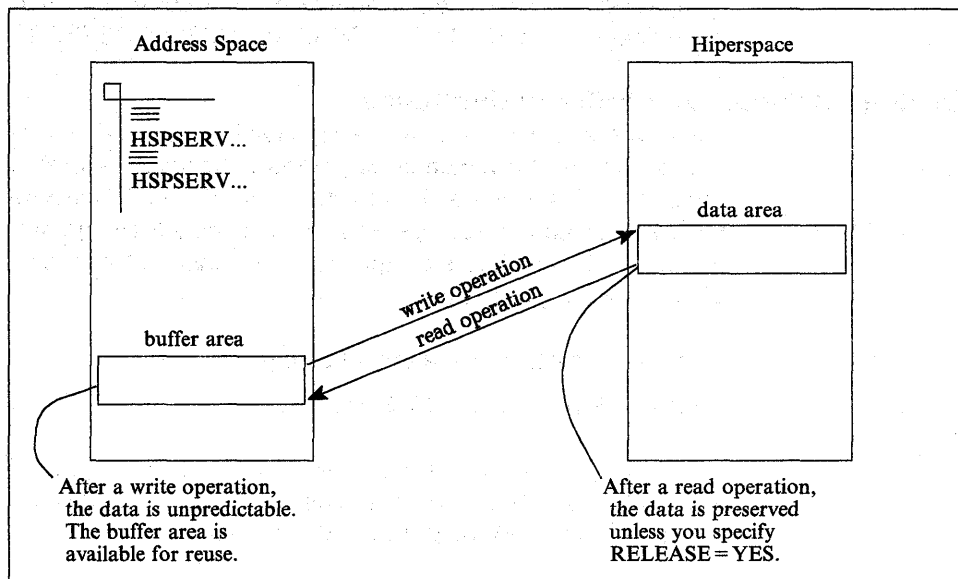 Address Space
Hiperspace
HSPSERV...
HSPSERV...
data area
write operation
read operation
buffer area
After a write operation,
the data is unpredictable.
The buffer area is
available for reuse.
After a read operation,
the data is preserved
unless you specify
RELEASE=YES.